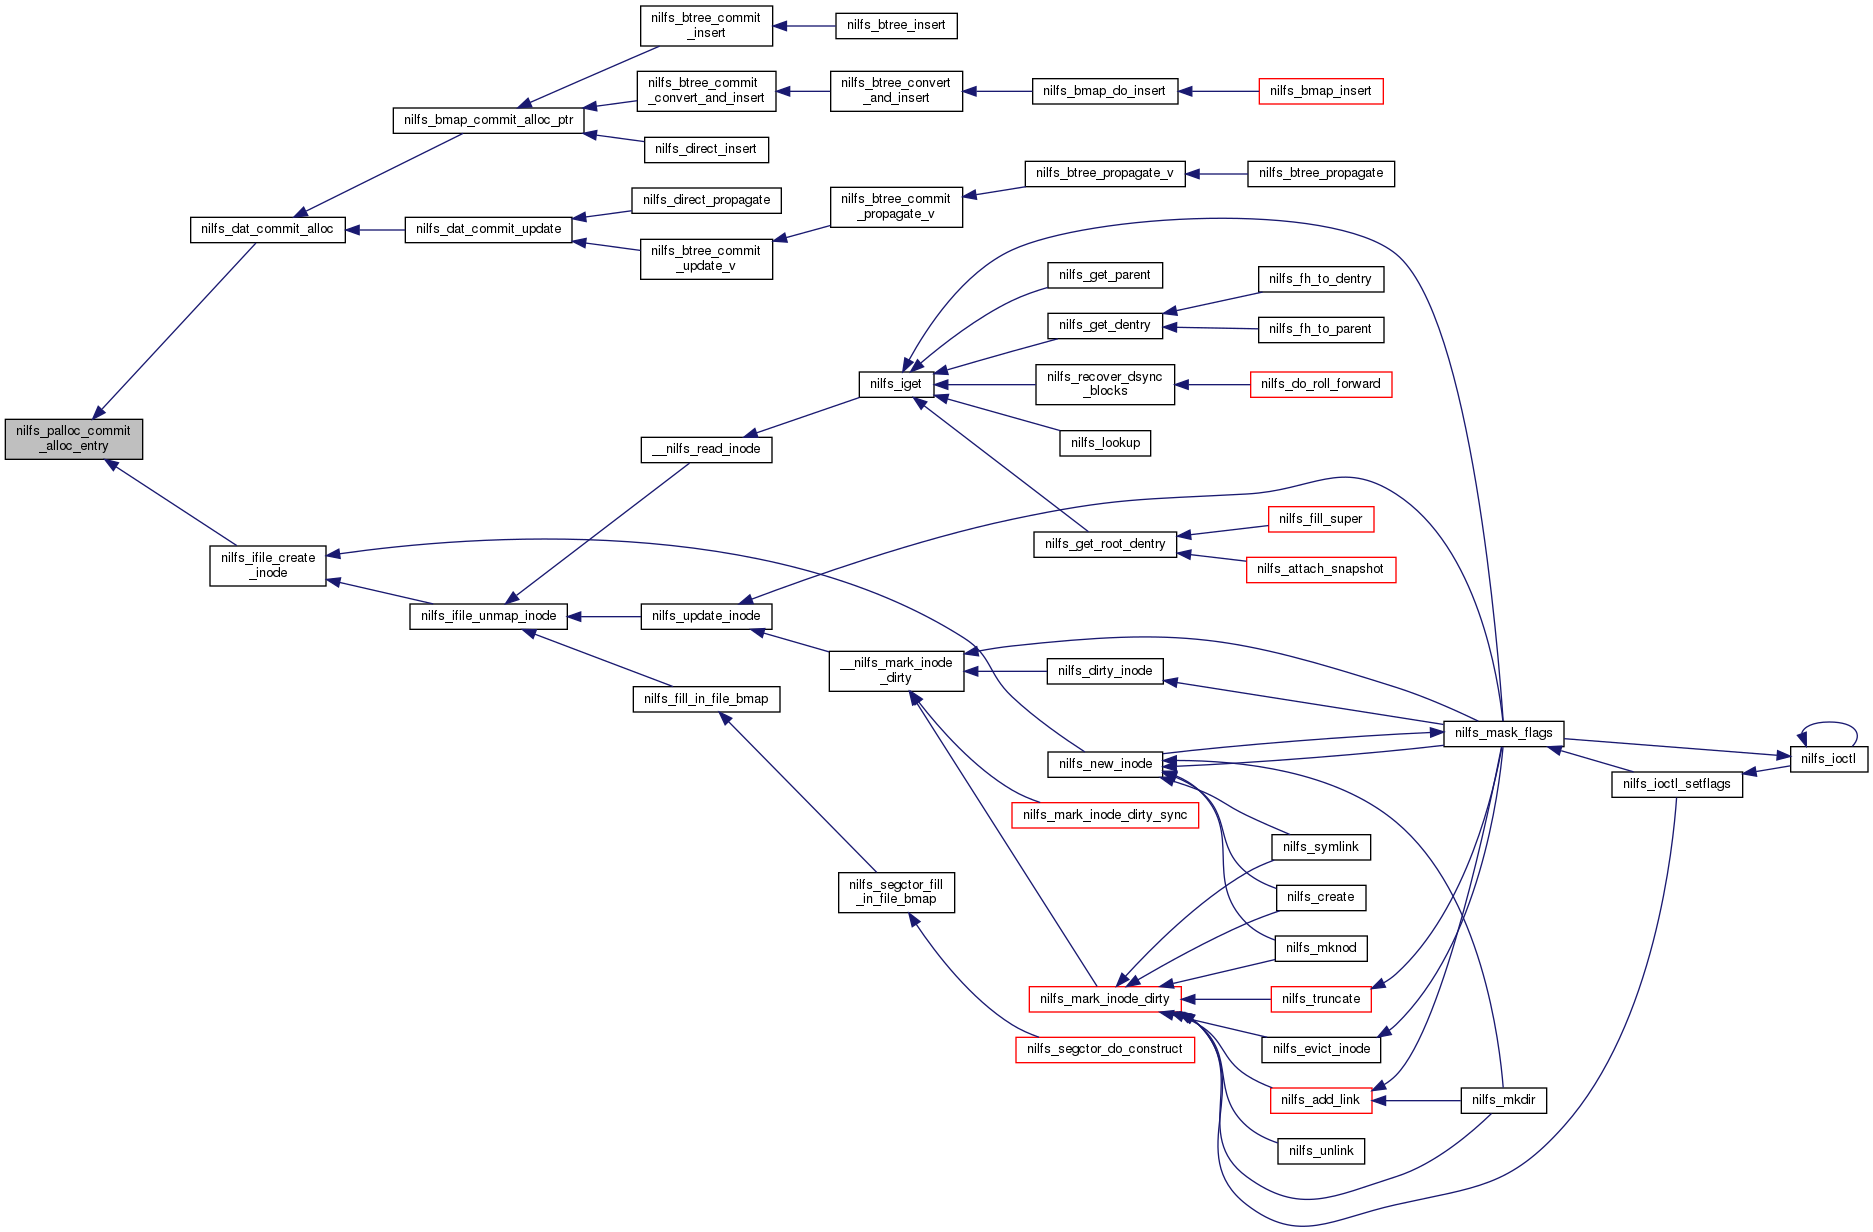 nilfs_btree_commit
_insert
nilfs_btree_insert
nilfs_btree_commit
_convert_and_insert
nilfs_btree_convert
_and_insert
nilfs_bmap_do_insert
nilfs_bmap_insert
nilfs_bmap_commit_alloc_ptr
nilfs_direct_insert
nilfs_btree_propagate_v
nilfs_btree_propagate
nilfs_direct_propagate
nilfs_btree_commit
_propagate_v
nilfs_dat_commit_alloc
nilfs_dat_commit_update
nilfs_btree_commit
_update_v
nilfs_get_parent
nilfs_fh_to_dentry
nilfs_get_dentry
nilfs_fh_to_parent
nilfs_iget
nilfs_recover_dsync
_blocks
nilfs_do_roll_forward
nilfs_palloc_commit
_alloc_entry
__nilfs_read_inode
nilfs_lookup
nilfs_fill_super
nilfs_get_root_dentry
nilfs_attach_snapshot
nilfs_ifile_create
_inode
nilfs_ifile_unmap_inode
nilfs_update_inode
__nilfs_mark_inode
_dirty
nilfs_dirty_inode
nilfs_fill_in_file_bmap
nilfs_mask_flags
nilfs_new_inode
nilfs_ioctl
nilfs_ioctl_setflags
nilfs_mark_inode_dirty_sync
nilfs_symlink
nilfs_segctor_fill
_in_file_bmap
nilfs_create
nilfs_mknod
nilfs_mark_inode_dirty
nilfs_truncate
nilfs_segctor_do_construct
nilfs_evict_inode
nilfs_add_link
nilfs_mkdir
nilfs_unlink